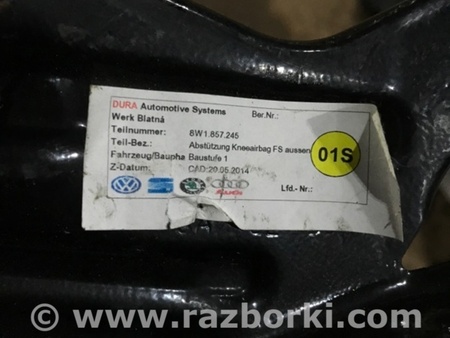 DURA Automotive Systems Ber.Nr.:
Werk Blatná
Teilnummer: 8W1.857.245
Teil-Bez.: Abstützung Kneeairbag FS aussen
Fahrzeug/Baupha Baustufe 1
01S
Z-Datum: CAD:20.05.2014 Lfd.- Nr.:
© www.razborki.com